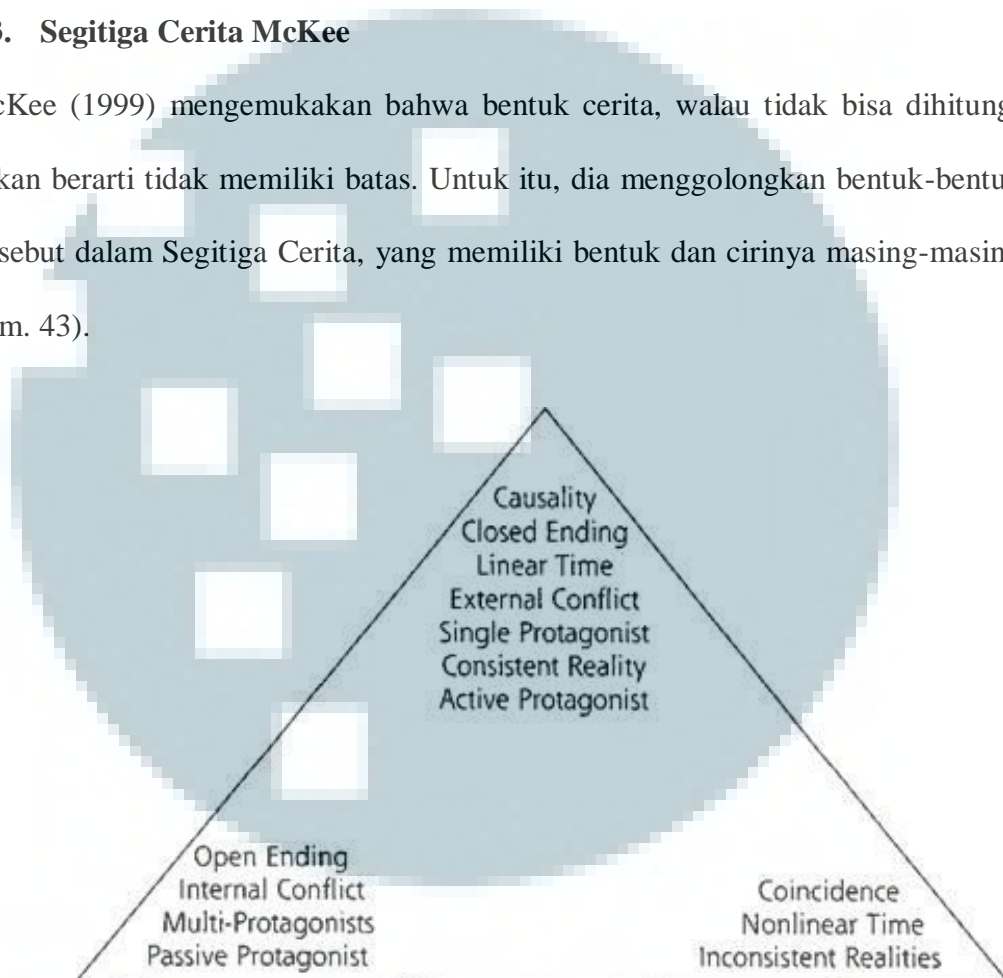 3. Segitiga Cerita McKee
cKee (1999) mengemukakan bahwa bentuk cerita, walau tidak bisa dihitung
kan berarti tidak memiliki batas. Untuk itu, dia menggolongkan bentuk-bentu
sebut dalam Segitiga Cerita, yang memiliki bentuk dan cirinya masing-masin
m. 43).
Causality
Closed Ending
Linear Time
External Conflict
Single Protagonist
Consistent Reality
Active Protagonist
Open Ending
Internal Conflict
Multi-Protagonists
Passive Protagonist
Coincidence
Nonlinear Time
Inconsistent Realities